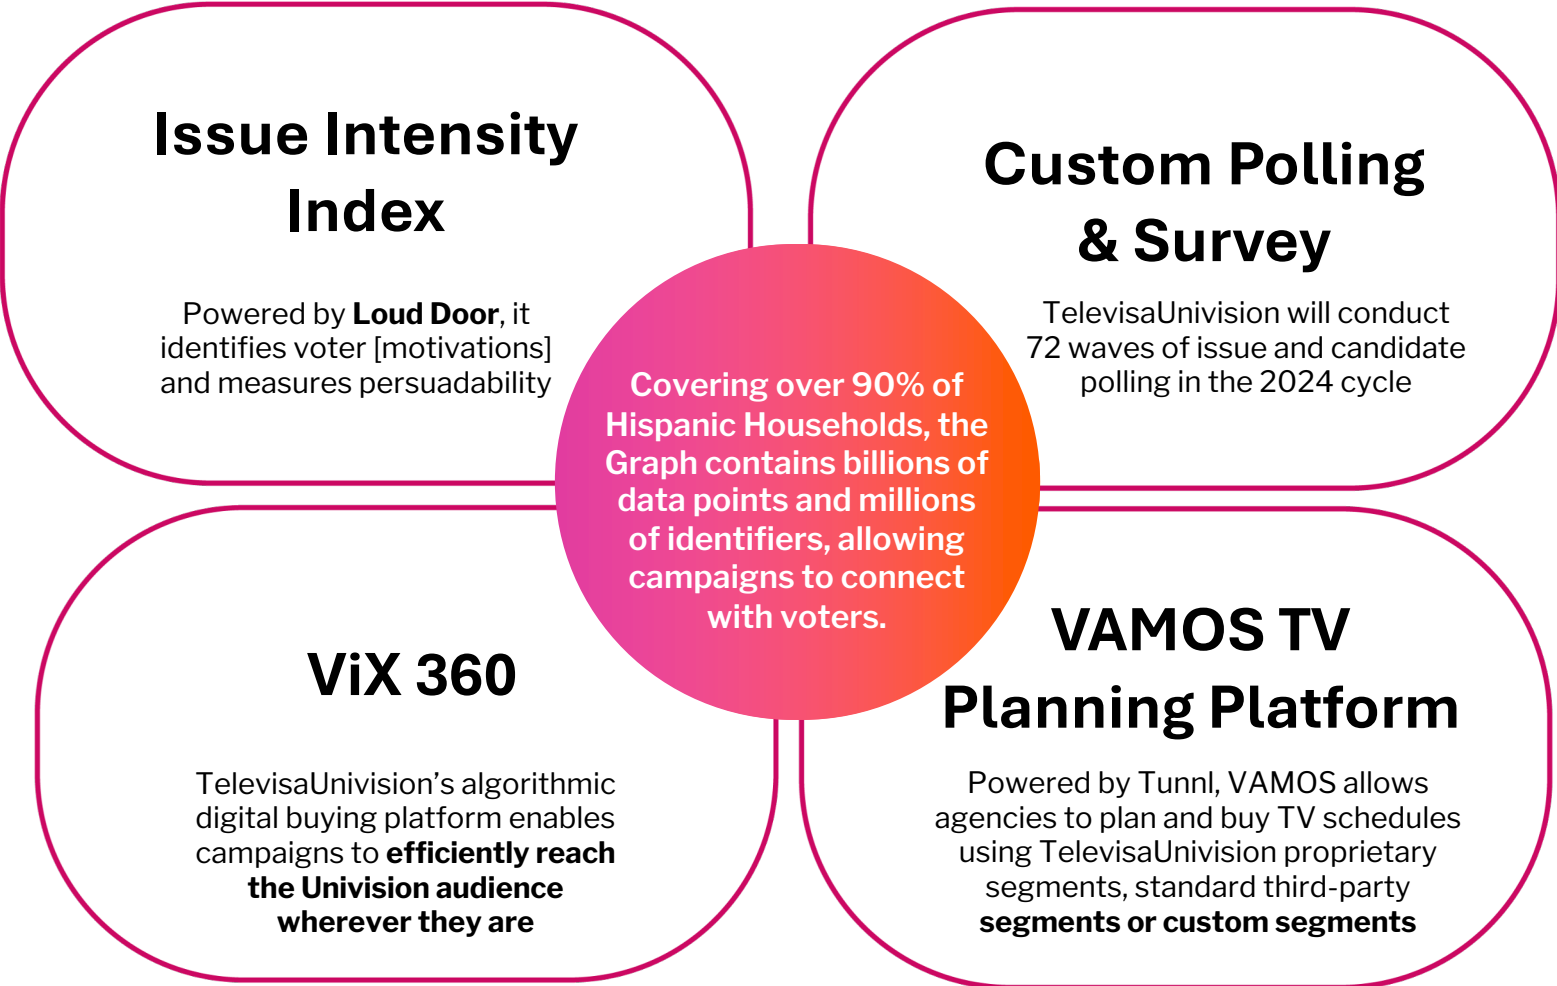 Issue Intensity
Index
Powered by Loud Door, it
identifies voter [motivations]
and measures persuadability
Custom Polling
& Survey
TelevisaUnivision will conduct
72 waves of issue and candidate
polling in the 2024 cycle
Covering over 90% of
Hispanic Households, the
Graph contains billions of
data points and millions
of identifiers, allowing
campaigns to connect
with voters.
ViX 360
TelevisaUnivision’s algorithmic
digital buying platform enables
campaigns to efficiently reach
the Univision audience
wherever they are
VAMOS TV
Planning Platform
Powered by Tunnl, VAMOS allows
agencies to plan and buy TV schedules
using TelevisaUnivision proprietary
segments, standard third-party
segments or custom segments